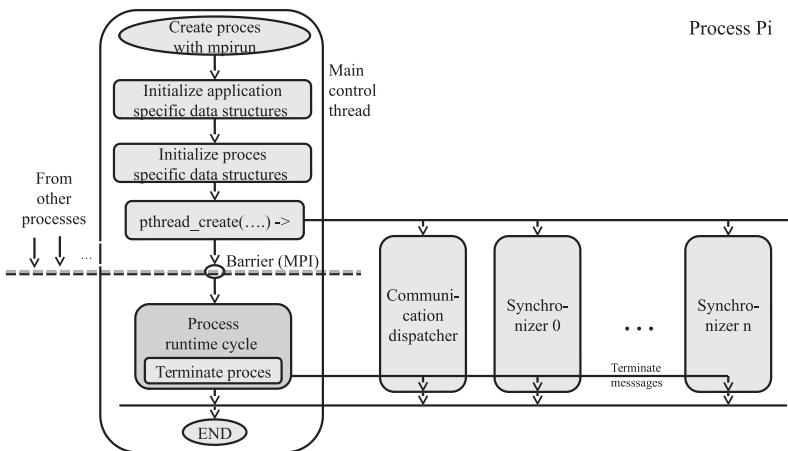 Create proces
with mpirun
Process Pi
Main
control
thread
Initialize application
specific data structures
Initialize proces
specific data structures
From
other
processes
...
pthread_create(....) ->
Barrier (MPI)
Process
runtime cycle
Terminate proces
Communi-
cation
dispatcher
Synchro-
nizer 0
...
Synchro-
nizer n
Terminate
messsages
END